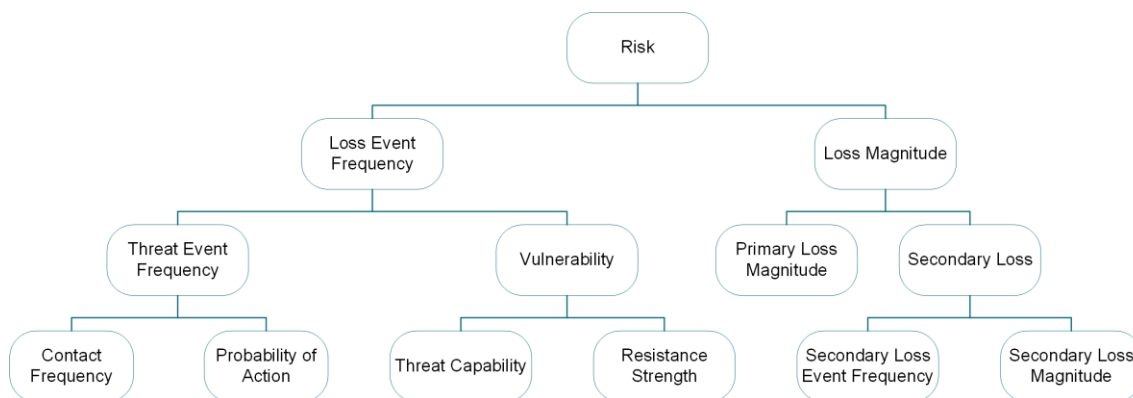 Risk
Loss Event
Frequency
Loss Magnitude
Threat Event
Frequency
Vulnerability
Primary Loss
Magnitude
Secondary Loss
Contact
Frequency
Probability of
Action
Threat Capability
Resistance
Strength
Secondary Loss
Event Frequency
Secondary Loss
Magnitude